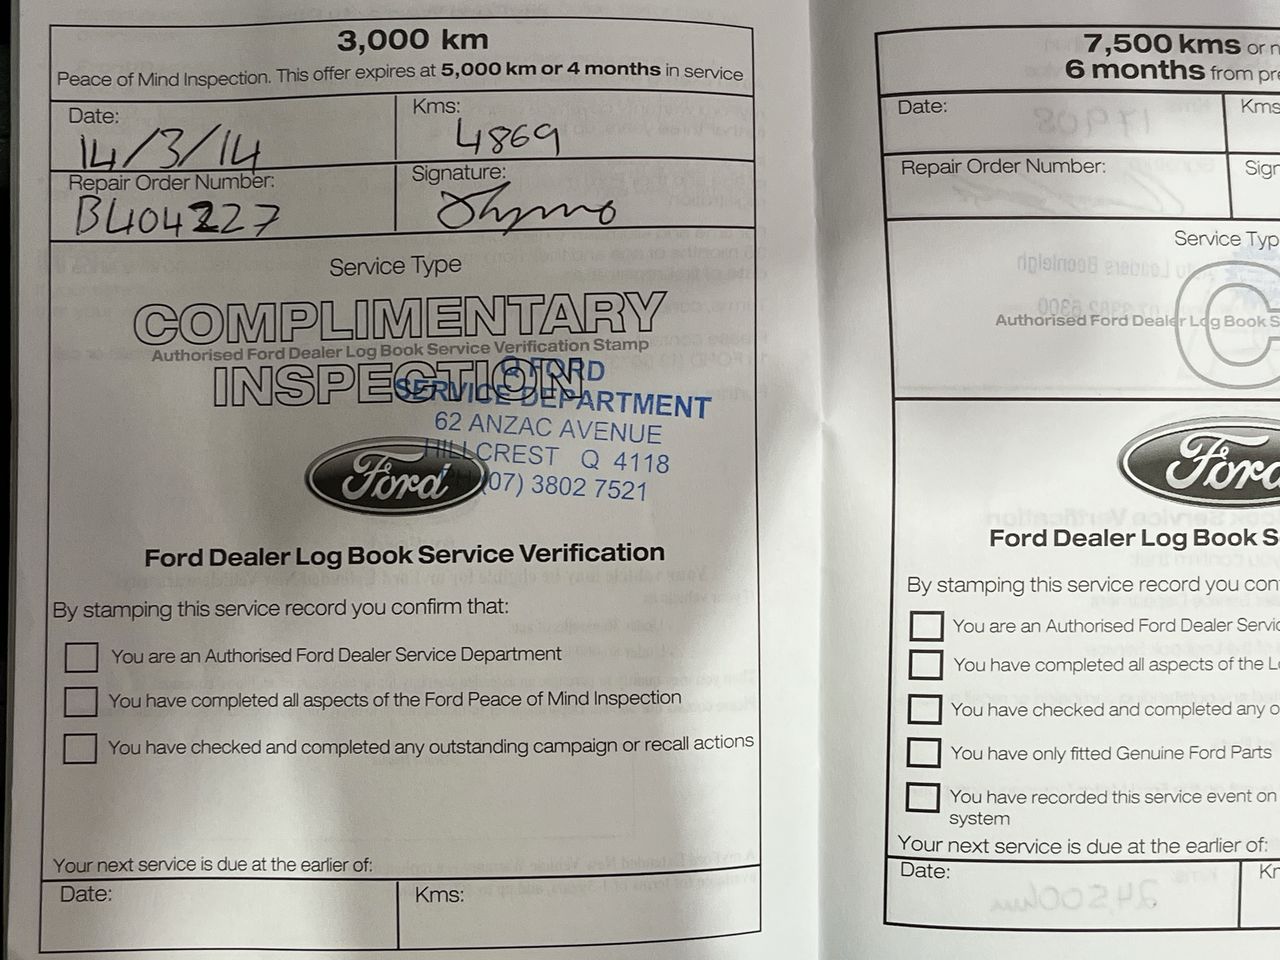 3,000 km
Peace of Mind Inspection. This offer expires at 5,000 km or 4 months in service
Date:
14/3/14
Kms:
4869
Repair Order Number:
B404227
Signature:
Service Type
COMPLIMENTARY
Authorised Ford Dealer Log Book Service Verification Stamp
INSPECTION
Q FORD
SERVICE DEPARTMENT
62 ANZAC AVENUE
HILLCREST Q 4118
PH (07) 3802 7521
Ford
Ford Dealer Log Book Service Verification
By stamping this service record you confirm that:
You are an Authorised Ford Dealer Service Department
You have completed all aspects of the Ford Peace of Mind Inspection
You have checked and completed any outstanding campaign or recall actions
Your next service is due at the earlier of:
Date:
Kms:
7,500 kms or
6 months from
Date:
Kms
Repair Order Number:
Service
Authorised Ford Dealer Log Book
Ford
Ford Dealer Log Book
By stamping this service record you
You are an Authorised Ford Dealer
You have completed all aspects of the
You have checked and completed any
You have only fitted Genuine Ford Parts
You have recorded this service event on
system
Your next service is due at the earlier of:
Date: